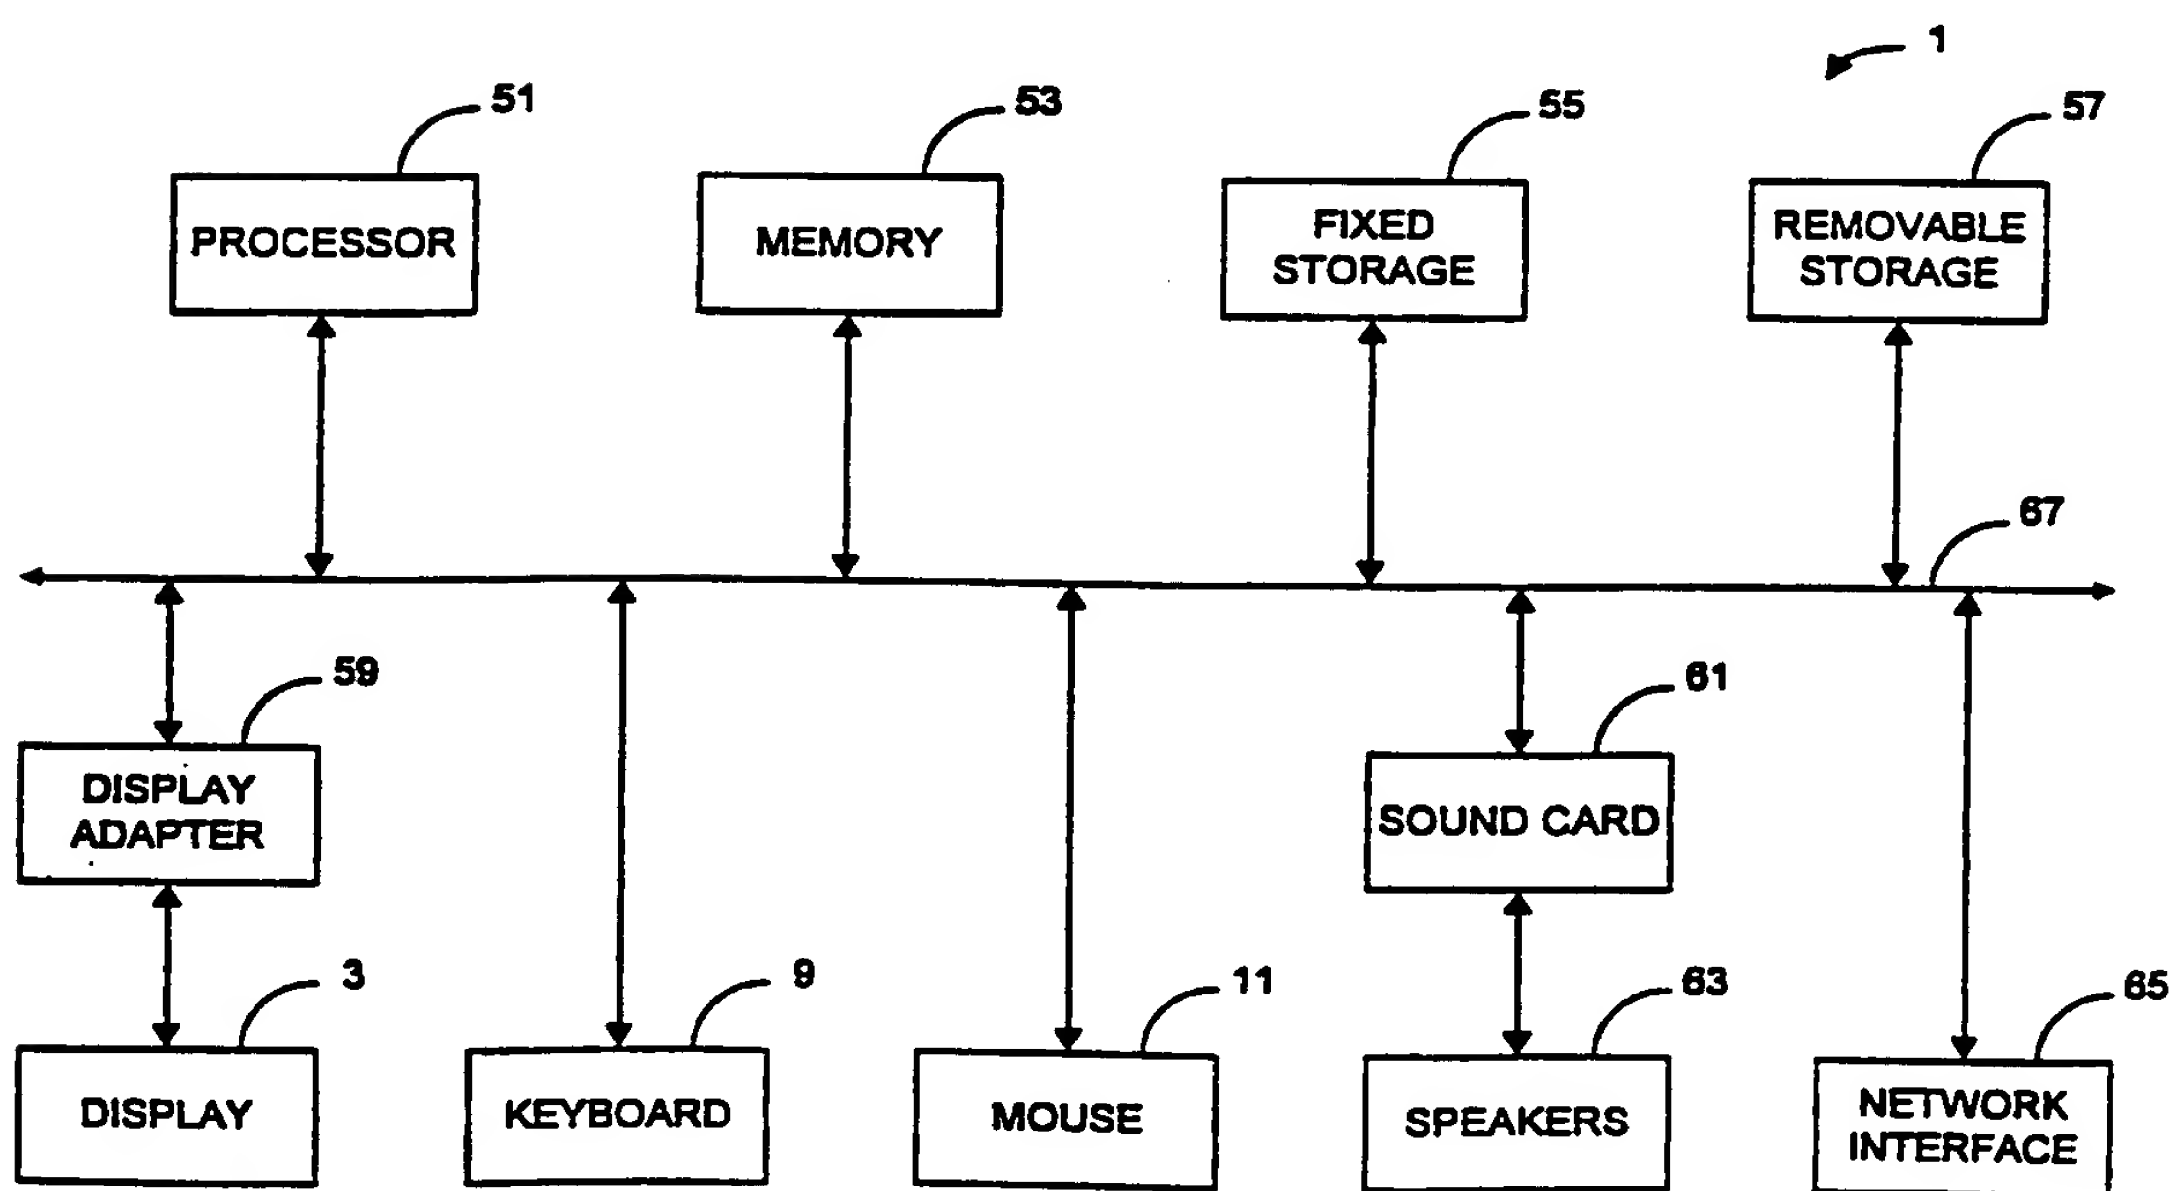 1
51
53
55
57
PROCESSOR
MEMORY
FIXED
STORAGE
REMOVABLE
STORAGE
67
59
61
DISPLAY
ADAPTER
SOUND CARD
3
9
11
63
65
DISPLAY
KEYBOARD
MOUSE
SPEAKERS
NETWORK
INTERFACE